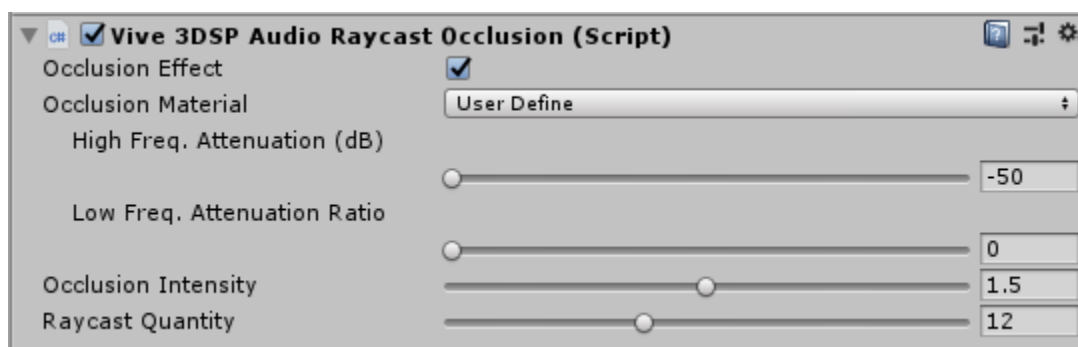 C# Vive 3DSP Audio Raycast Occlusion (Script) ?
Occlusion Effect
Occlusion Material User Define
High Freq. Attenuation (dB)
-50
Low Freq. Attenuation Ratio
0
Occlusion Intensity 1.5
Raycast Quantity 12